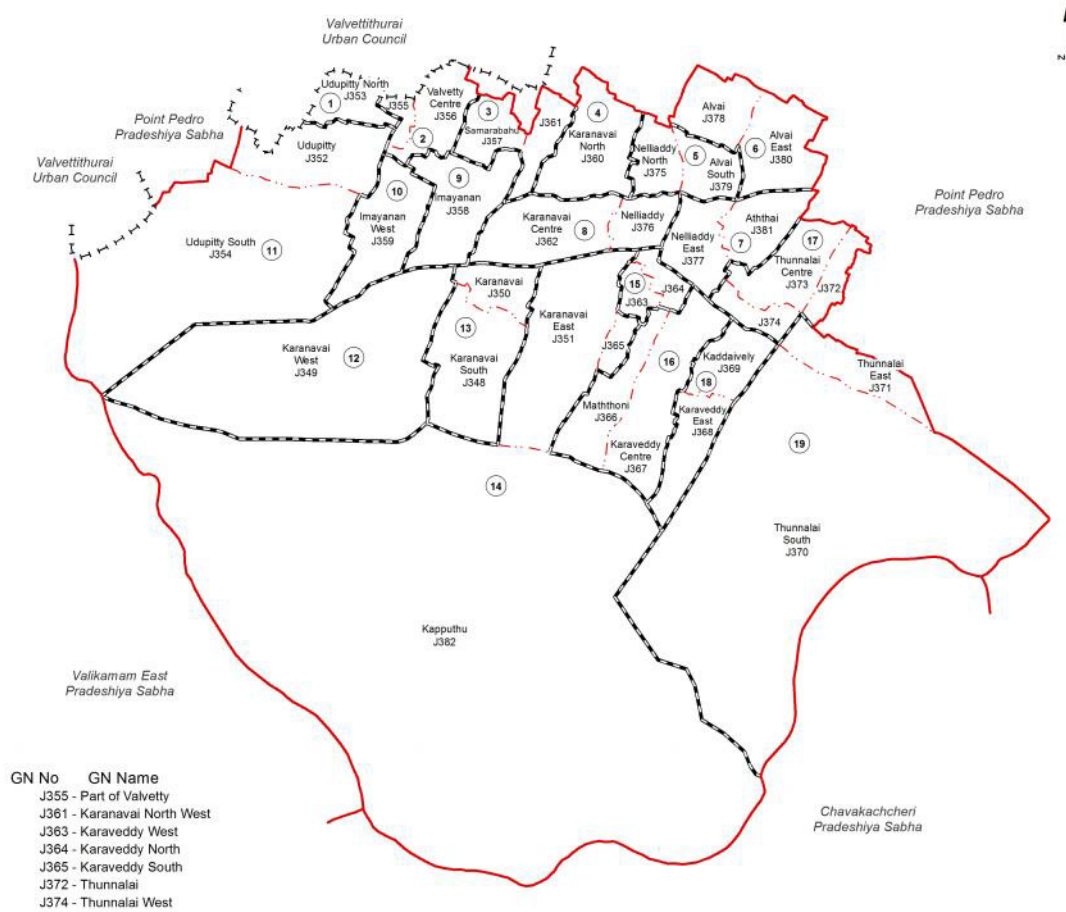 Valvettithurai
Urban Council
Z
Point Pedro
Pradeshiya Sabha
Valvettithurai
Urban Council
Udupitty North
J353
1
J355
Valvetty
Centre
J356
2
3
Samarabahu
J357
J361
4
Karanavai
North
J360
Nelliaddy
North
J375
Alvai
J378
5
Alvai
South
J379
6
Alvai
East
J380
Udupitty
J352
10
Imayanan
West
J359
9
Imayanan
J358
Karanavai
Centre
J362
8
Nelliaddy
J376
Nelliaddy
East
J377
Aththai
J381
7
17
Thunnalai
Centre
J373
J372
Point Pedro
Pradeshiya Sabha
Udupitty South
J354
11
Karanavai
J350
Karanavai
East
J351
15
J363
J364
J374
13
Karanavai
South
J348
Karanavai
West
J349
12
J365
16
Kaddaively
J369
18
Thunnalai
East
J371
Maththoni
J366
Karaveddy
East
J368
Karaveddy
Centre
J367
19
14
Thunnalai
South
J370
Kapputhu
J382
Valikamam East
Pradeshiya Sabha
Chavakachcheri
Pradeshiya Sabha
GN No GN Name
J355 - Part of Valvetty
J361 - Karanavai North West
J363 - Karaveddy West
J364 - Karaveddy North
J365 - Karaveddy South
J372 - Thunnalai
J374 - Thunnalai West